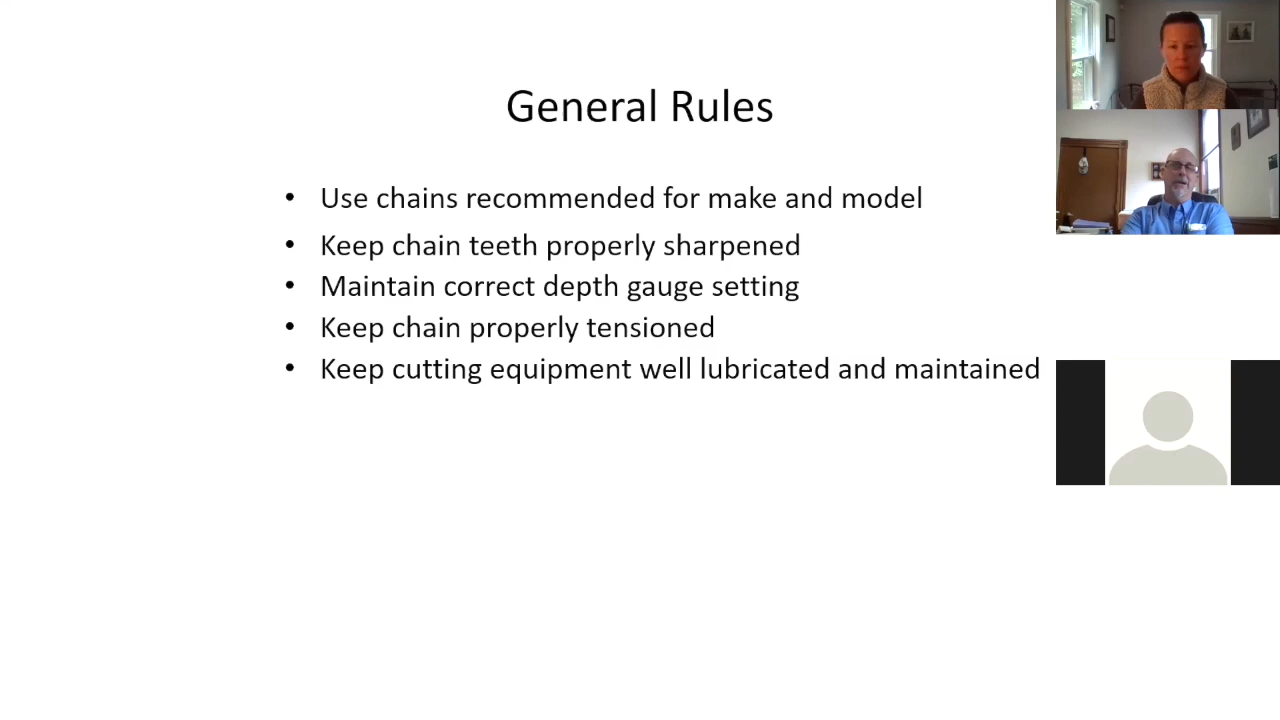 General Rules
• Use chains recommended for make and model
• Keep chain teeth properly sharpened
• Maintain correct depth gauge setting
• Keep chain properly tensioned
• Keep cutting equipment well lubricated and maintained